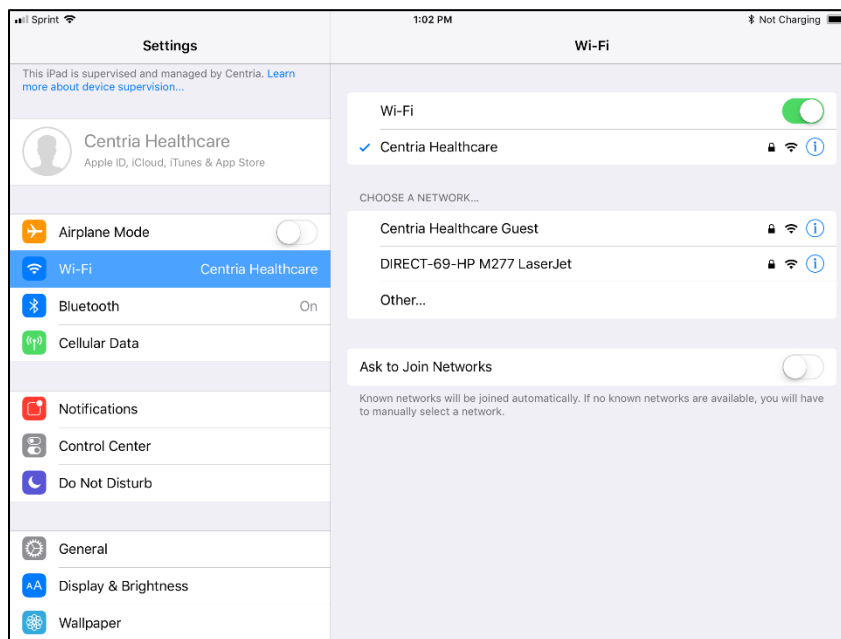 Sprint 1:02 PM Not Charging
Settings
Wi-Fi
This iPad is supervised and managed by Centria. Learn
more about device supervision...
Centria Healthcare
Apple ID, iCloud, iTunes & App Store
Airplane Mode
Wi-Fi Centria Healthcare
Bluetooth On
Cellular Data
Notifications
Control Center
Do Not Disturb
General
AA Display & Brightness
Wallpaper
Wi-Fi
Centria Healthcare
CHOOSE A NETWORK...
Centria Healthcare Guest
DIRECT-69-HP M277 LaserJet
Other...
Ask to Join Networks
Known networks will be joined automatically. If no known networks are available, you will have
to manually select a network.